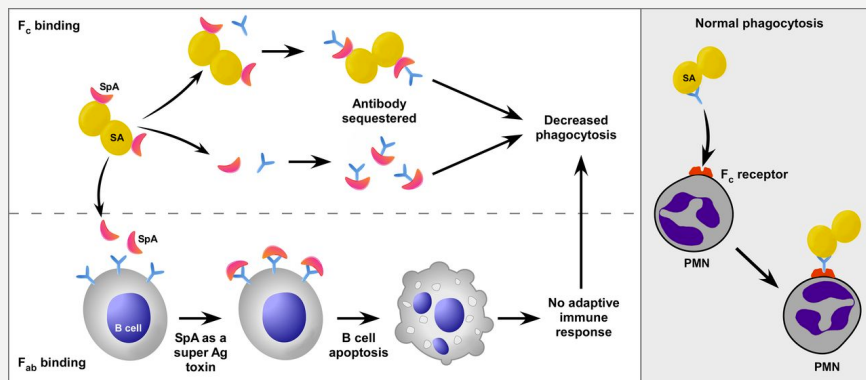 Fc binding
SpA
SA
Antibody
sequestered
Decreased
phagocytosis
SpA
B cell
SpA as a
super Ag
toxin
B cell
apoptosis
No adaptive
immune
response
Fab binding
Normal phagocytosis
SA
Fc receptor
PMN
PMN